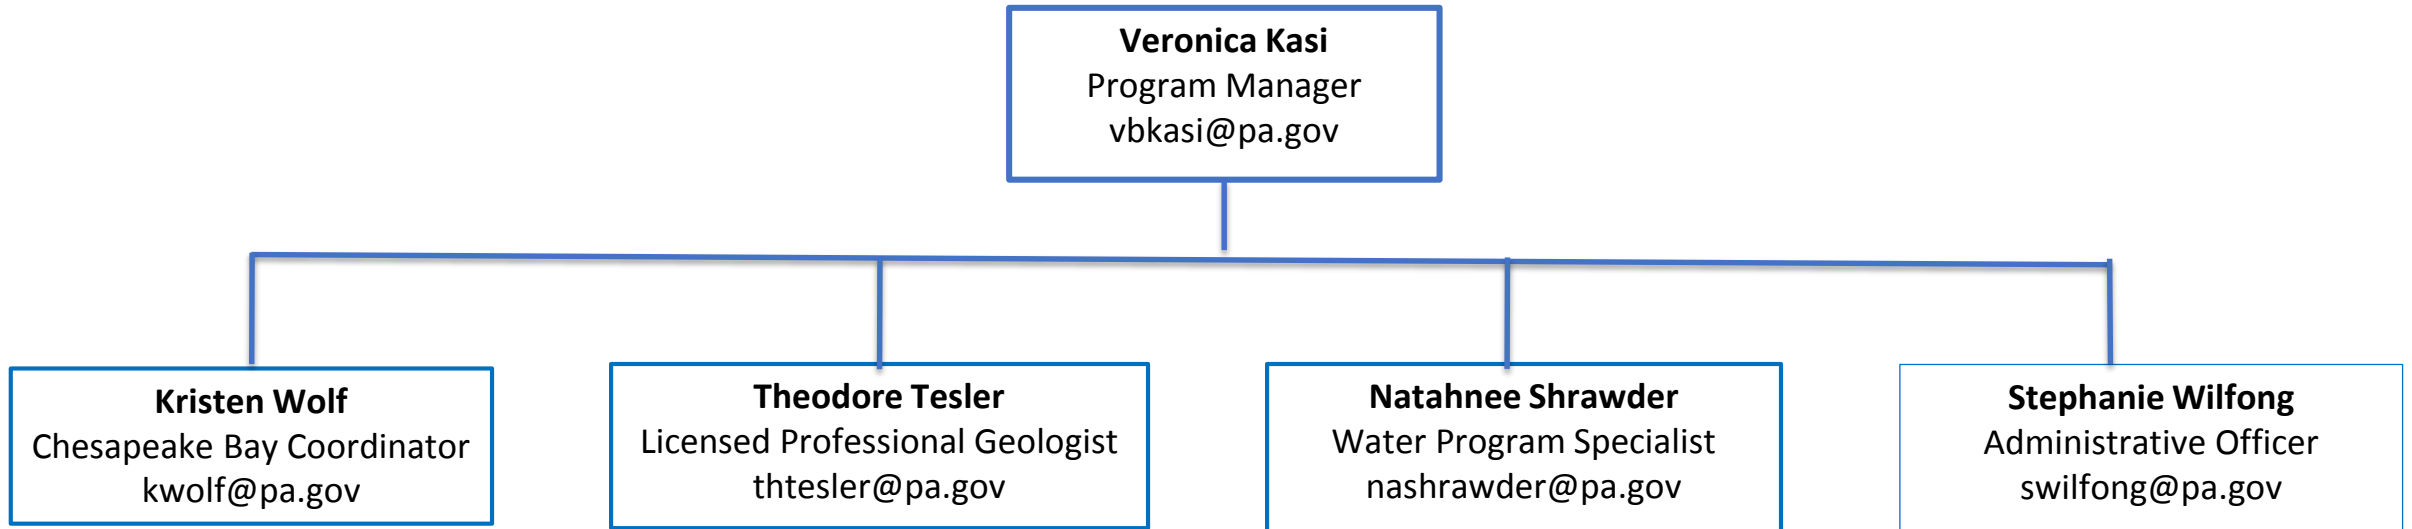 Veronica Kasi
Program Manager
vbkasi@pa.gov
Kristen Wolf
Chesapeake Bay Coordinator
kwolf@pa.gov
Theodore Tesler
Licensed Professional Geologist
thtesler@pa.gov
Natahnee Shrawder
Water Program Specialist
nashrawder@pa.gov
Stephanie Wilfong
Administrative Officer
swilfong@pa.gov